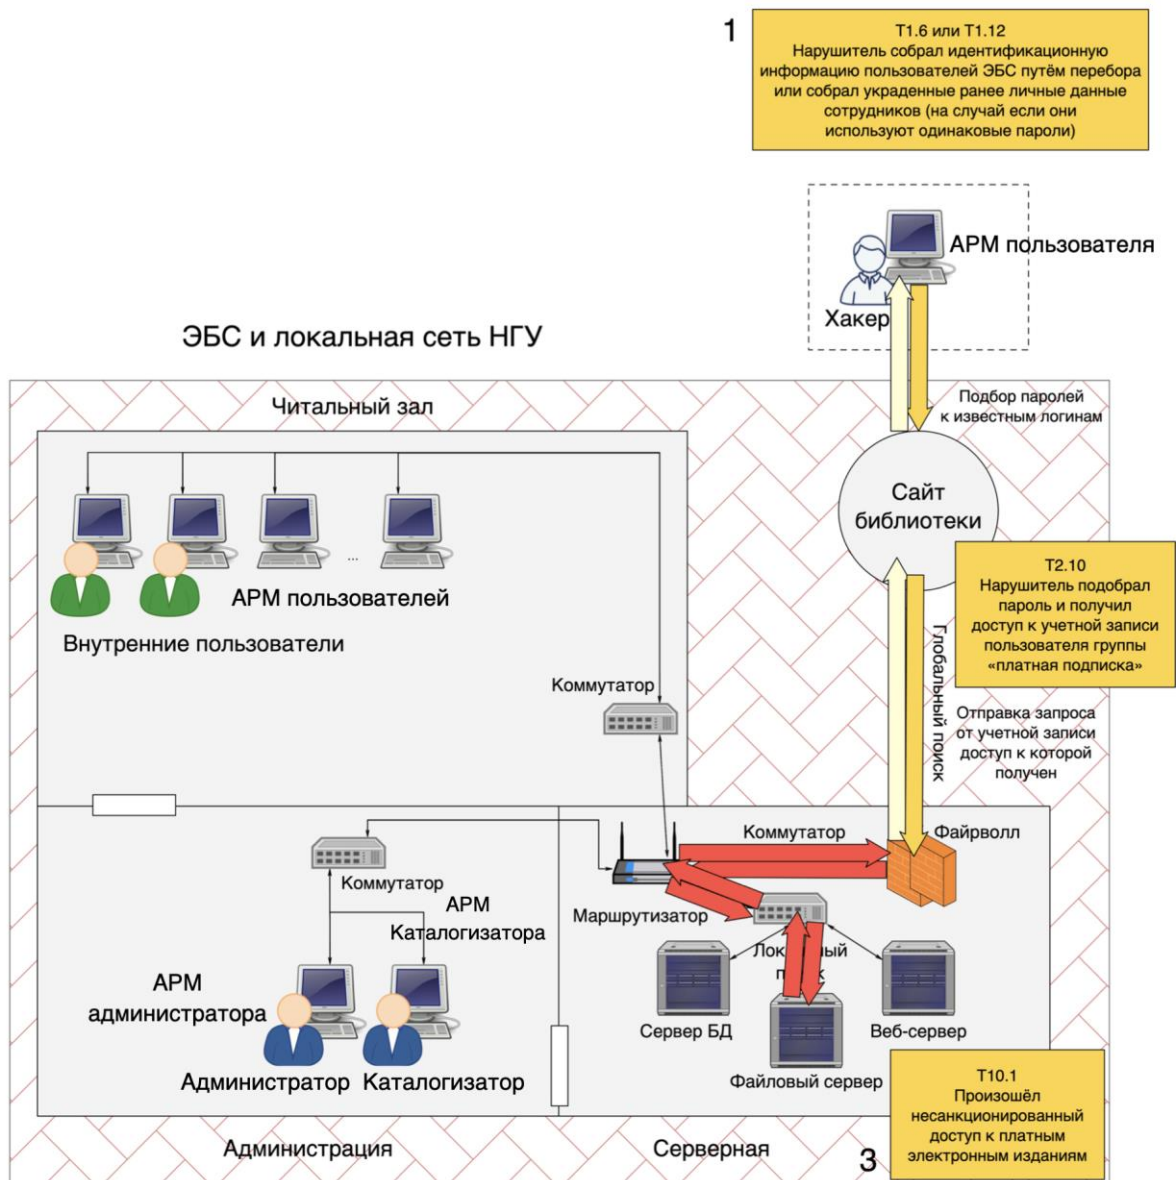 1
Т1.6 или Т1.12
Нарушитель собрал идентификационную
информацию пользователей ЭБС путём перебора
или собрал украденные ранее личные данные
сотрудников (на случай если они
используют одинаковые пароли)
АРМ пользователя
Хакер
ЭБС и локальная сеть НГУ
Читальный зал
Подбор паролей
к известным логинам
Сайт
библиотеки
...
АРМ пользователей
Внутренние пользователи
Т2.10
Нарушитель подобрал
пароль и получил
доступ к учетной записи
пользователя группы
«платная подписка»
Глобальный поиск
Коммутатор
Отправка запроса
от учетной записи
доступ к которой
получен
Коммутатор
Файрволл
Коммутатор
Маршрутизатор
АРМ
Каталогизатора
АРМ
администратора
Сервер БД
Веб-сервер
Файловый сервер
Администратор
Каталогизатор
Т10.1
Произошёл
несанкционированный
доступ к платным
электронным изданиям
Администрация
Серверная
3